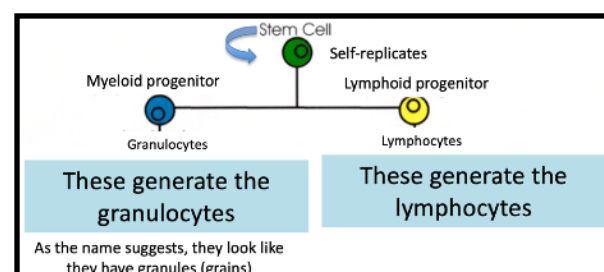 Stem Cell
Self-replicates
Myeloid progenitor
Lymphoid progenitor
Granulocytes
Lymphocytes
These generate the
granulocytes
These generate the
lymphocytes
As the name suggests, they look like
they have granules (grains)